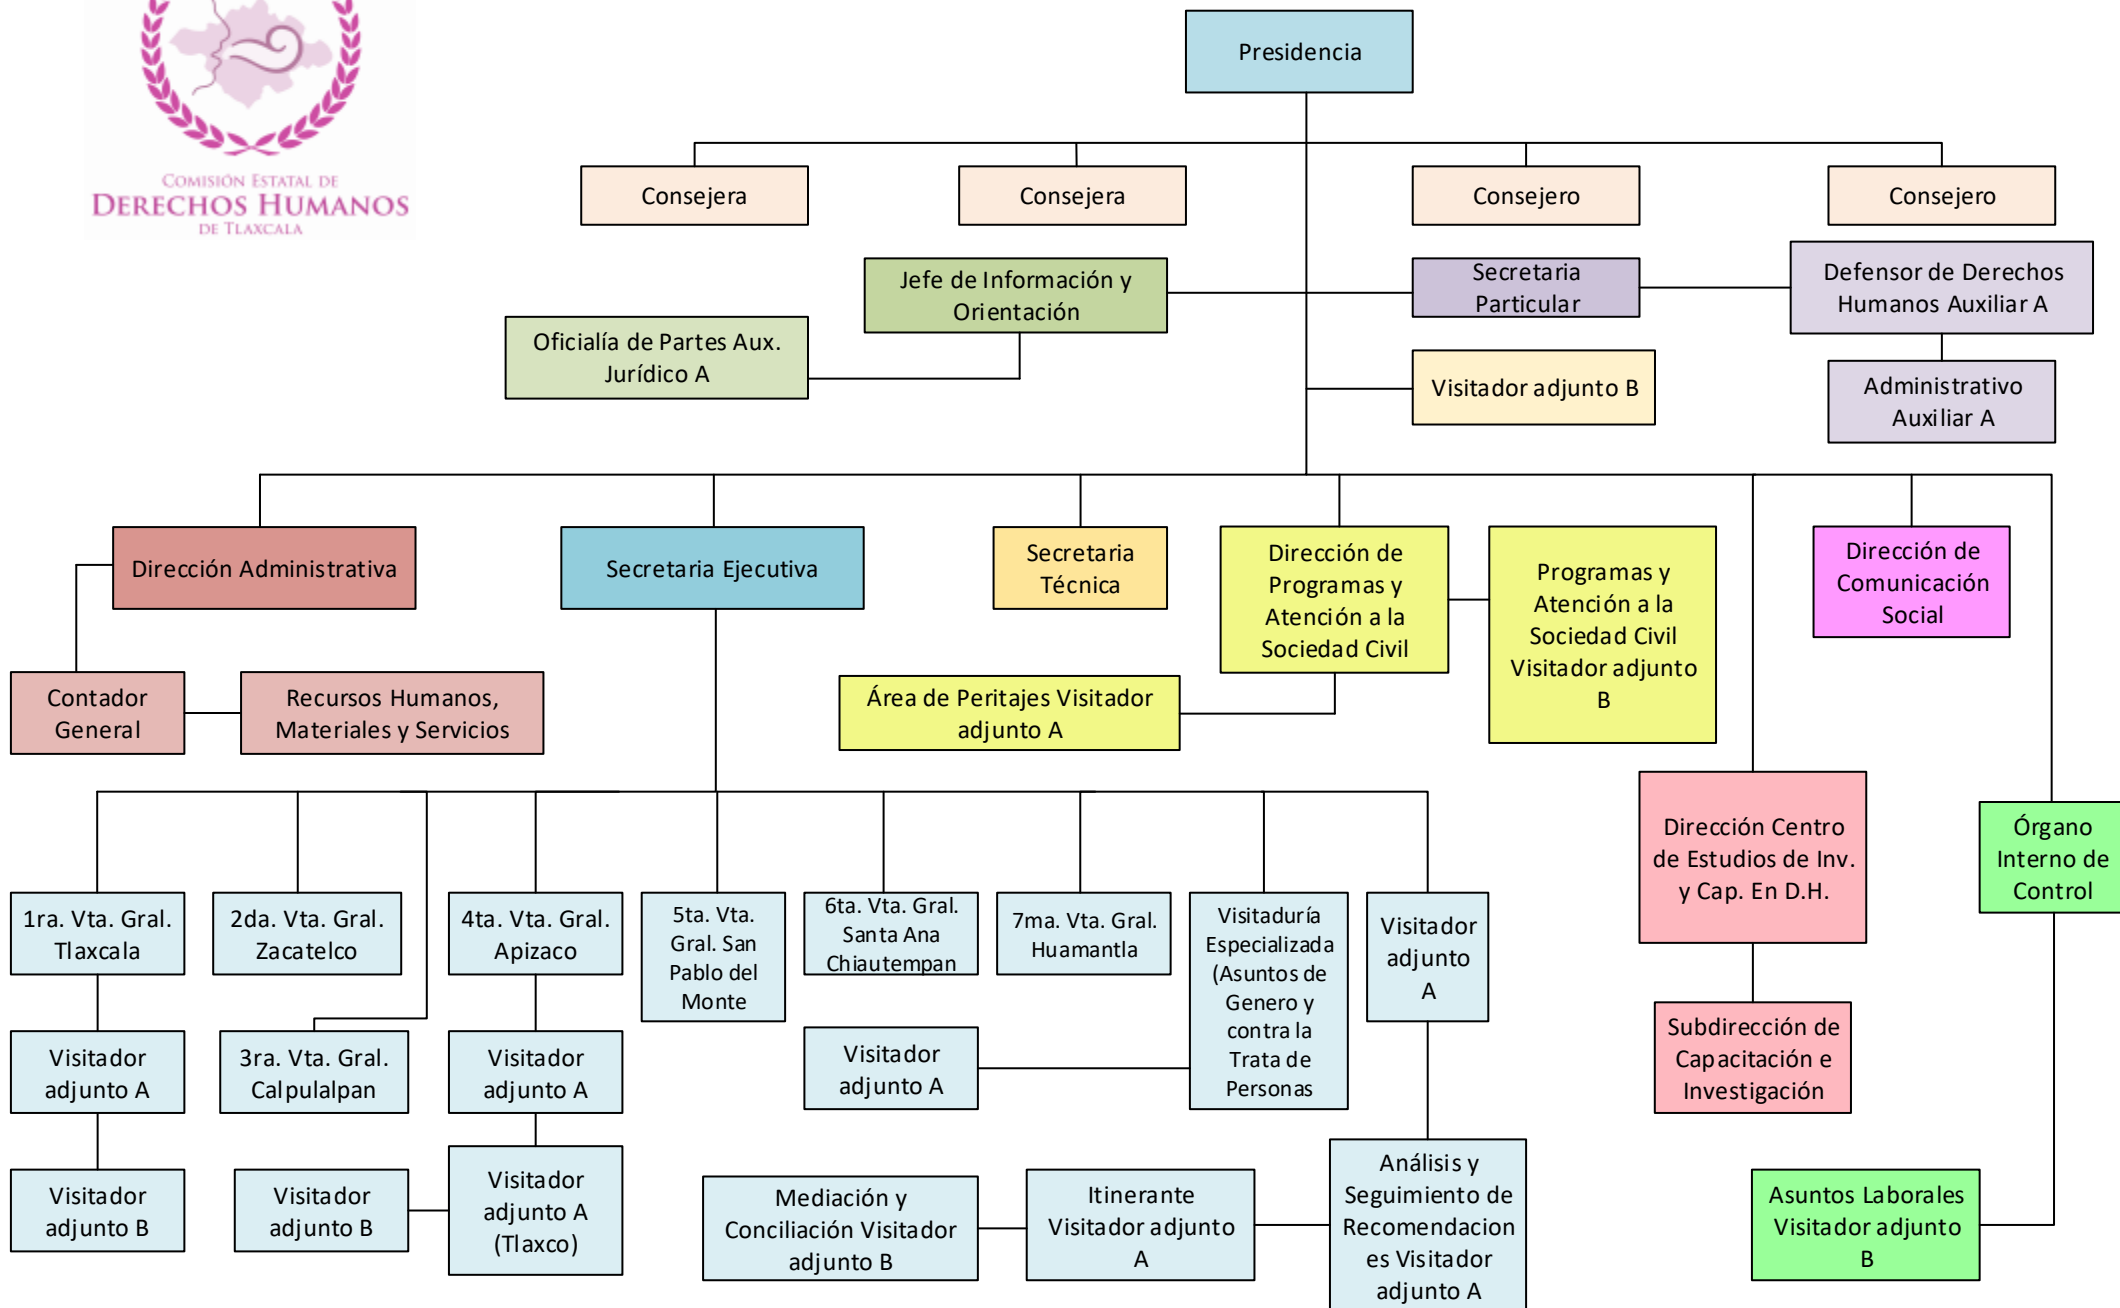 COMISIÓN ESTATAL DE
DERECHOS HUMANOS
DE TLAXCALA
Presidencia
Consejera
Consejera
Consejero
Consejero
Jefe de Información y
Orientación
Secretaria
Particular
Defensor de Derechos
Humanos Auxiliar A
Oficialía de Partes Aux.
Jurídico A
Visitador adjunto B
Administrativo
Auxiliar A
Dirección Administrativa
Secretaria Ejecutiva
Secretaria
Técnica
Dirección de
Programas y
Atención a la
Sociedad Civil
Programas y
Atención a la
Sociedad Civil
Visitador adjunto
B
Dirección de
Comunicación
Social
Contador
General
Recursos Humanos,
Materiales y Servicios
Área de Peritajes Visitador
adjunto A
Dirección Centro
de Estudios de Inv.
y Cap. En D.H.
Órgano
Interno de
Control
1ra. Vta. Gral.
Tlaxcala
2da. Vta. Gral.
Zacatelco
4ta. Vta. Gral.
Apizaco
5ta. Vta.
Gral. San
Pablo del
Monte
6ta. Vta. Gral.
Santa Ana
Chiautempan
7ma. Vta. Gral.
Huamantla
Visitaduría
Especializada
(Asuntos de
Genero y
contra la
Trata de
Personas
Visitador
adjunto
A
Visitador
adjunto A
3ra. Vta. Gral.
Calpulalpan
Visitador
adjunto A
Visitador
adjunto A
Subdirección de
Capacitación e
Investigación
Visitador
adjunto B
Visitador
adjunto B
Visitador
adjunto A
(Tlaxco)
Mediación y
Conciliación Visitador
adjunto B
Itinerante
Visitador adjunto
A
Análisis y
Seguimiento de
Recomendacion
es Visitador
adjunto A
Asuntos Laborales
Visitador adjunto
B